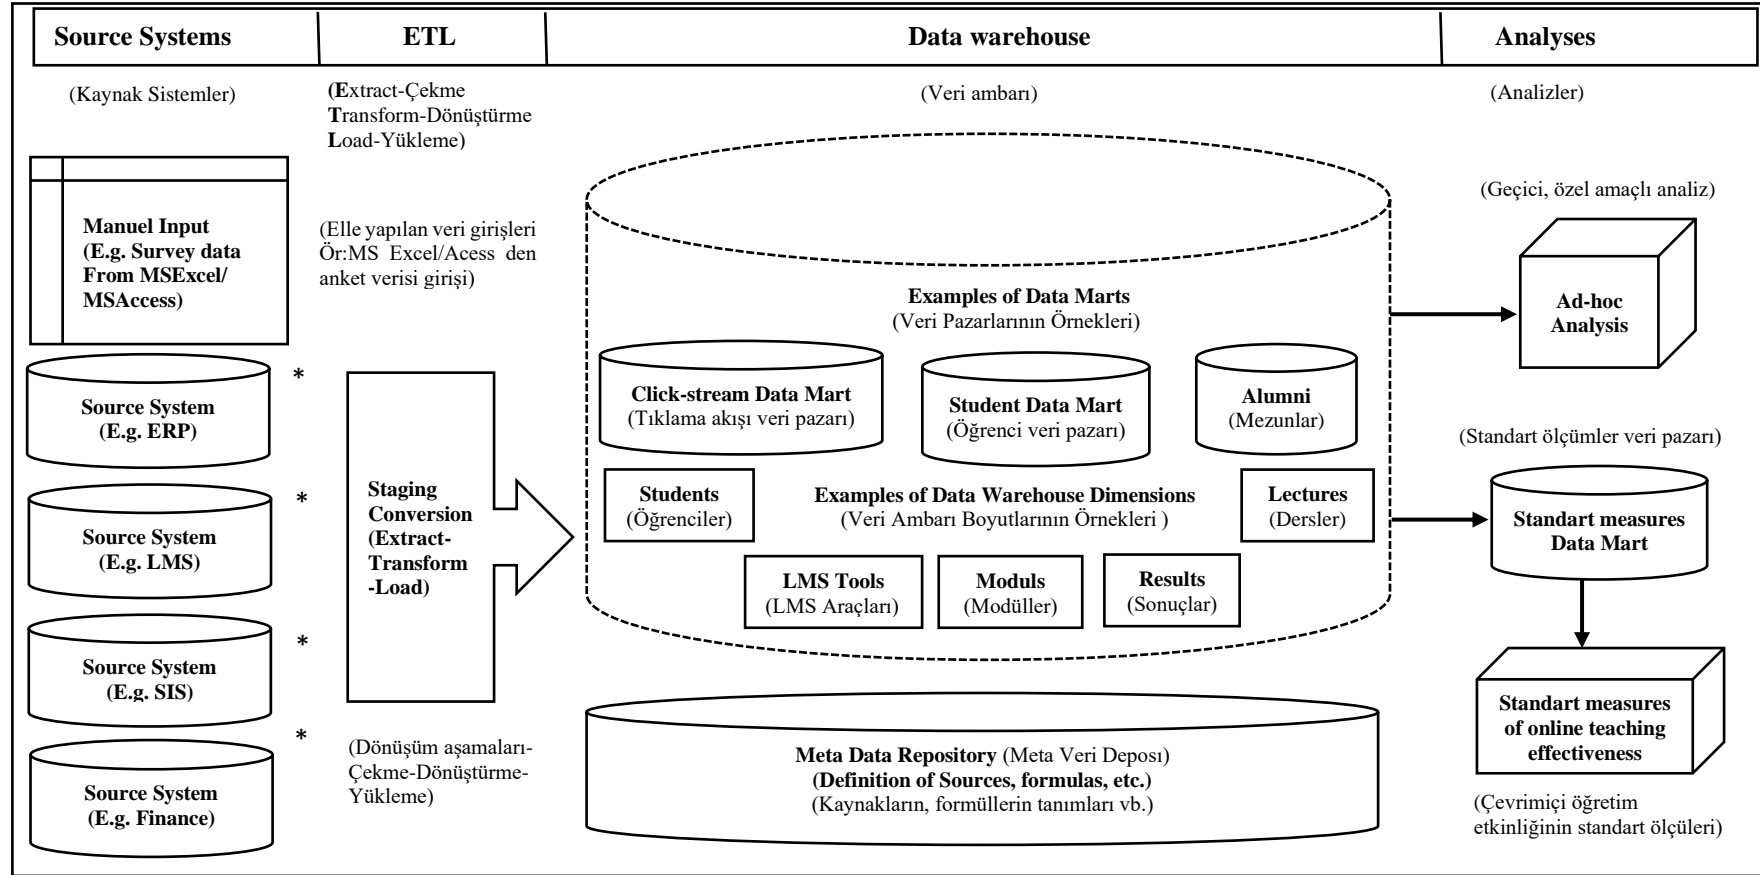 Source Systems
ETL
Data warehouse
Analyses
(Kaynak Sistemler)
(Extract-Çekme
Transform-Dönüştürme
Load-Yükleme)
(Veri ambarı)
(Analizler)
Manuel Input
(E.g. Survey data
From MSExcel/
MSAccess)
(Elle yapılan veri girişleri
Ör:MS Excel/Acess den
anket verisi girişi)
Source System
(E.g. ERP)
*
Source System
(E.g. LMS)
*
Source System
(E.g. SIS)
*
Source System
(E.g. Finance)
*
Staging
Conversion
(Extract-
Transform
-Load)
(Dönüşüm aşamaları-
Çekme-Dönüştürme-
Yükleme)
Examples of Data Marts
(Veri Pazarlarının Örnekleri)
Click-stream Data Mart
(Tıklama akışı veri pazarı)
Student Data Mart
(Öğrenci veri pazarı)
Alumni
(Mezunlar)
Students
(Öğrenciler)
Examples of Data Warehouse Dimensions
(Veri Ambarı Boyutlarının Örnekleri )
Lectures
(Dersler)
LMS Tools
(LMS Araçları)
Moduls
(Modüller)
Results
(Sonuçlar)
Meta Data Repository (Meta Veri Deposı)
(Definition of Sources, formulas, etc.)
(Kaynakların, formüllerin tanımları vb.)
(Geçici, özel amaçlı analiz)
Ad-hoc
Analysis
(Standart ölçümler veri pazarı)
Standart measures
Data Mart
Standart measures
of online teaching
effectiveness
(Çevrimiçi öğretim
etkinliğinin standart ölçüleri)